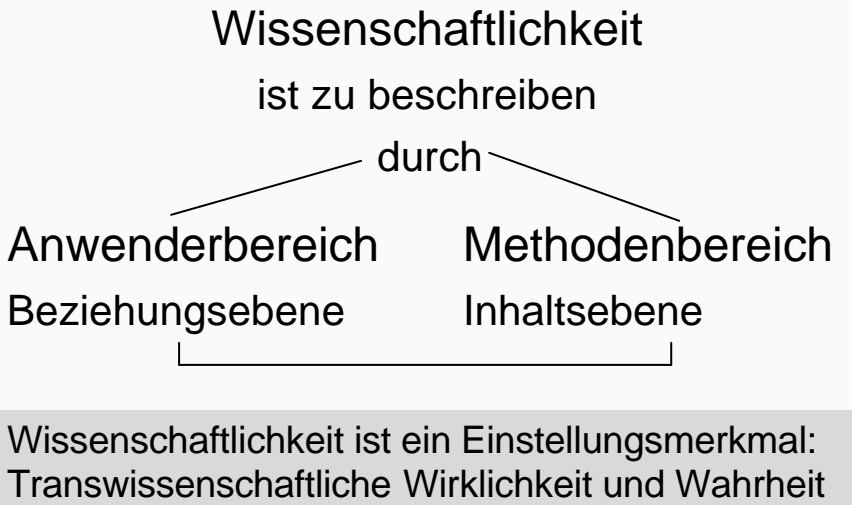 Wissenschaftlichkeit
ist zu beschreiben
durch
Anwenderbereich Methodenbereich
Beziehungsebene Inhaltsebene
Wissenschaftlichkeit ist ein Einstellungsmerkmal:
Transwissenschaftliche Wirklichkeit und Wahrheit